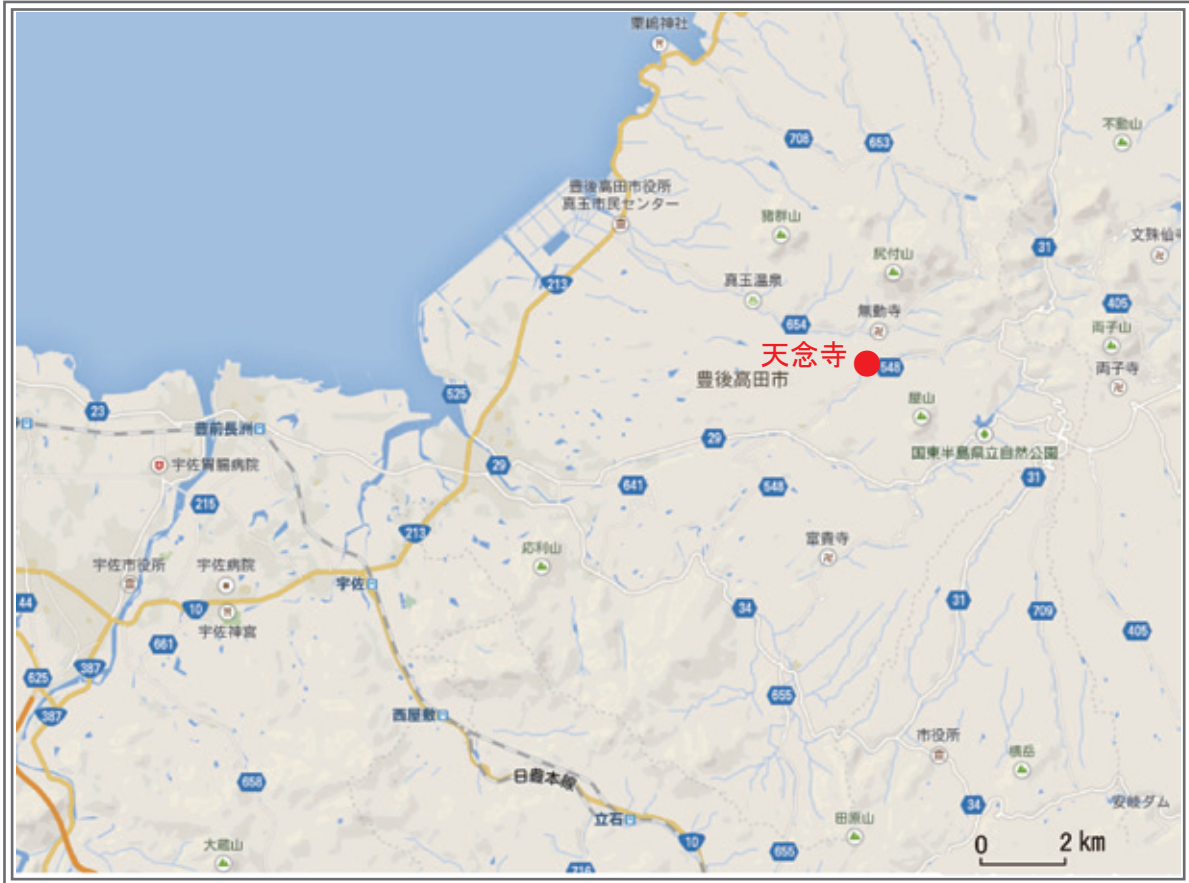 粟嶋神社
不動山
706
653
豊後高田市役所
真玉市民センター
猪群山
31
文殊仙寺
尻付山
213
真玉温泉
405
無動寺
654
両子山
天念寺
548
両子寺
豊後高田市
525
屋山
23
豊前長洲
29
国東半島県立自然公園
宇佐胃腸病院
29
31
641
548
215
213
富貴寺
応利山
宇佐市役所
宇佐病院
宇佐
44
10
31
34
709
宇佐神宮
405
661
387
625
655
387
西屋敷
市役所
横岳
日豊本線
658
安岐ダム
34
立石
田原山
大蔵山
10
655
0
2 km
716